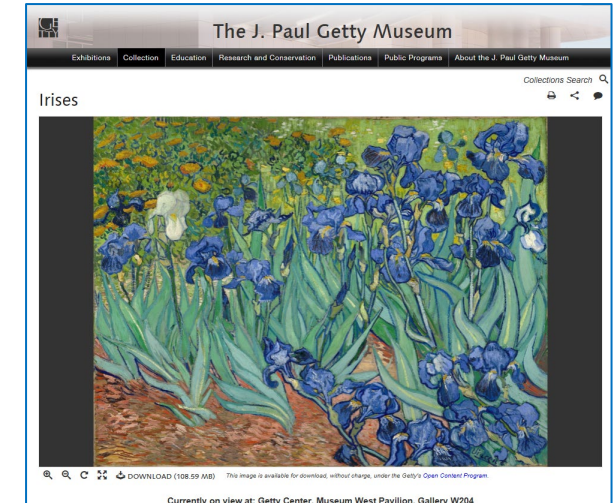 The J. Paul Getty Museum
Exhibitions Collection Education Research and Conservation Publications Public Programs About the J. Paul Getty Museum
Collections Search
Irises
DOWNLOAD (108.59 MB) This image is available for download, without charge, under the Getty's Open Content Program.
Currently on view at: Getty Center, Museum West Pavilion, Gallery W204